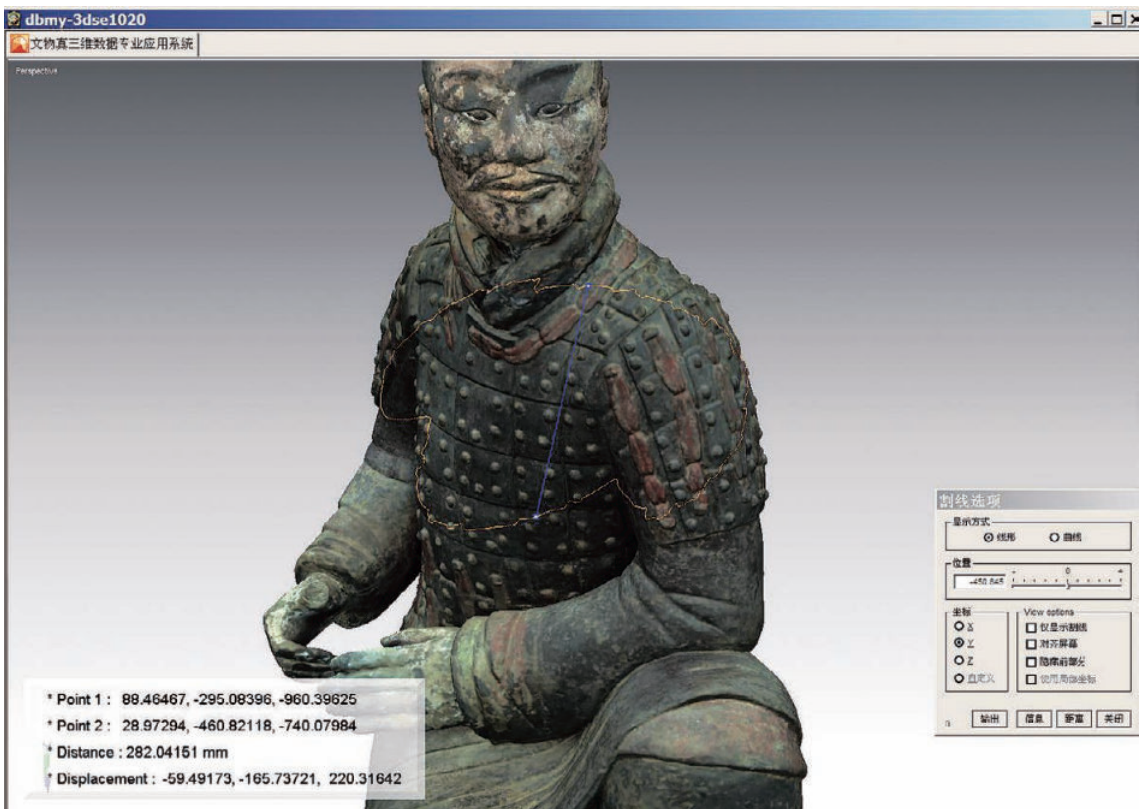 dbmy-3dse1020
文物真三维数据专业应用系统
Perspective
割线选项
显示方式
线形 曲线
位置
-450.845 - 0 +
坐标 View options
X 仅显示割线
Y 对齐屏幕
Z 隐藏前部分
自定义 使用局部坐标
输出 信息 距离 关闭
* Point 1 : 88.46467, -295.08396, -960.39625
* Point 2 : 28.97294, -460.82118, -740.07984
* Distance : 282.04151 mm
* Displacement : -59.49173, -165.73721, 220.31642